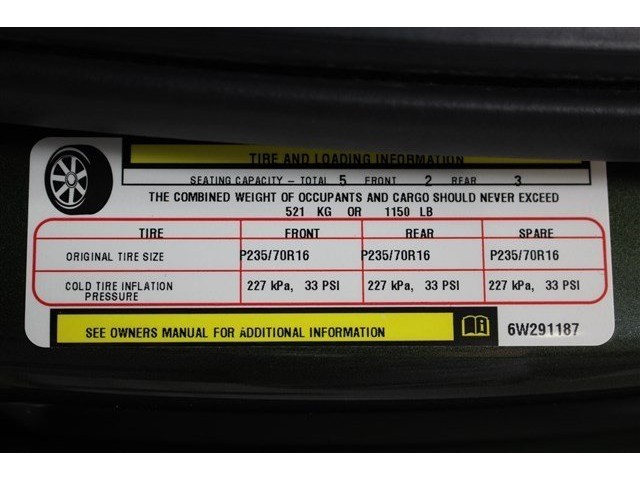 TIRE AND LOADING INFORMATION
SEATING CAPACITY – TOTAL 5 FRONT 2 REAR 3
THE COMBINED WEIGHT OF OCCUPANTS AND CARGO SHOULD NEVER EXCEED
521 KG OR 1150 LB
TIRE FRONT REAR SPARE
ORIGINAL TIRE SIZE P235/70R16 P235/70R16 P235/70R16
COLD TIRE INFLATION PRESSURE 227 kPa, 33 PSI 227 kPa, 33 PSI 227 kPa, 33 PSI
SEE OWNERS MANUAL FOR ADDITIONAL INFORMATION 6W291187